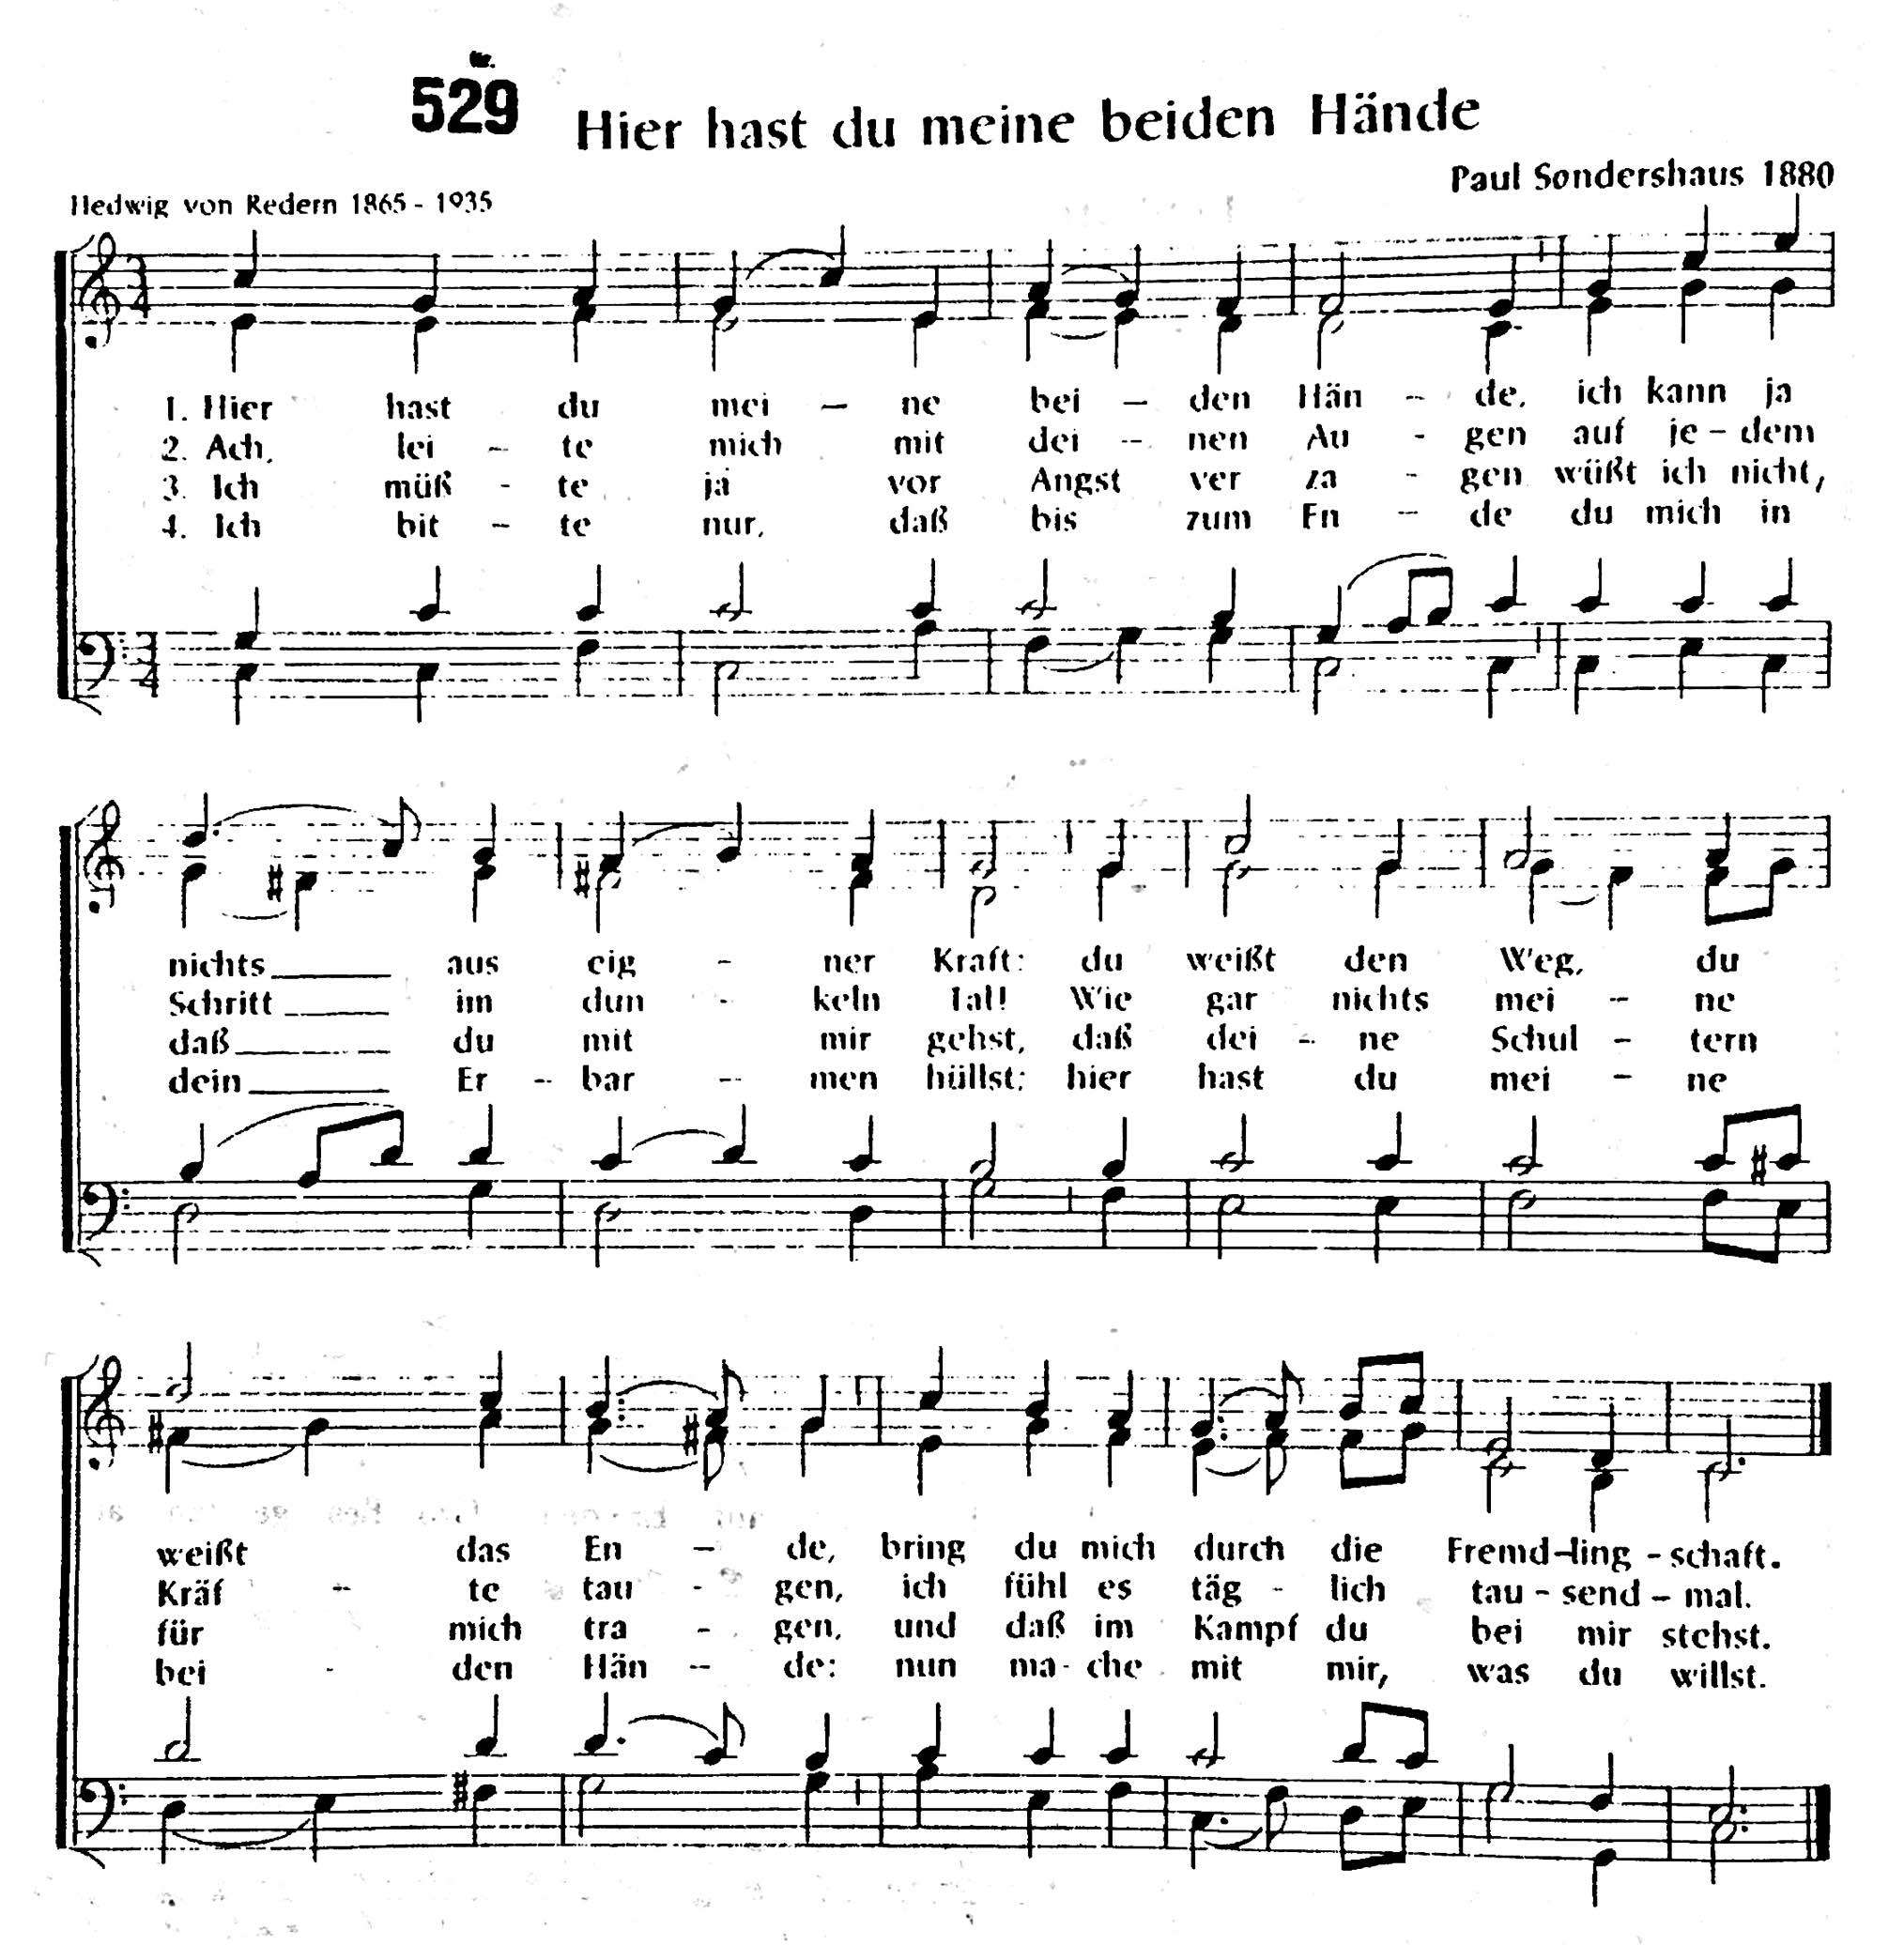 Nr.
529 Hier hast du meine beiden Hände
Paul Sondershaus 1880
Hedwig von Redern 1865 - 1935
3 4
1. Hier hast du mei – ne bei – den Hän - de, ich kann ja
2. Ach, lei – te mich mit dei – nen Au - gen auf je – dem
3. Ich müß - te ja vor Angst ver za - gen wüßt ich nicht,
4. Ich bit – te nur, daß bis zum En – de du mich in
3 4
nichts aus eig - ner Kraft: du weißt den Weg, du
Schritt im dun - keln Tal! Wie gar nichts mei – ne
daß du mit mir gehst, daß dei – ne Schul – tern
dein Er – bar – men hüllst: hier hast du mei – ne
weißt das En – de, bring du mich durch die Fremd–ling - schaft.
Kräf – te tau - gen, ich fühl es täg - lich tau - send – mal.
für mich tra - gen, und daß im Kampf du bei mir stehst.
bei - den Hän – de: nun ma - che mit mir, was du willst.